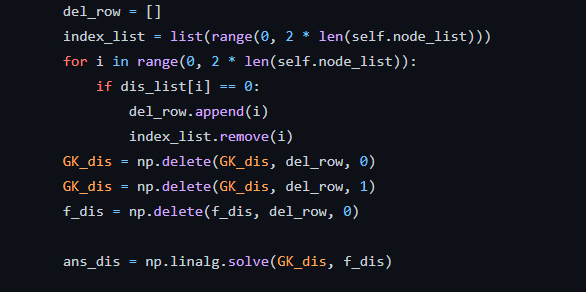 del_row = []
index_list = list(range(0, 2 * len(self.node_list)))
for i in range(0, 2 * len(self.node_list)):
    if dis_list[i] == 0:
        del_row.append(i)
        index_list.remove(i)
GK_dis = np.delete(GK_dis, del_row, 0)
GK_dis = np.delete(GK_dis, del_row, 1)
f_dis = np.delete(f_dis, del_row, 0)
ans_dis = np.linalg.solve(GK_dis, f_dis)